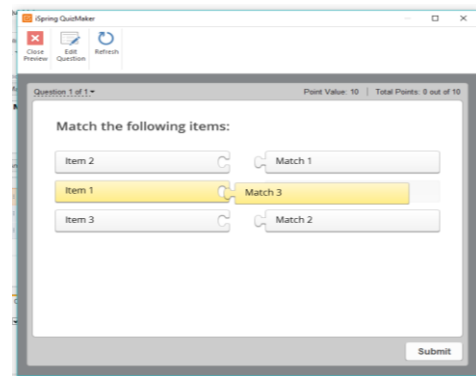 iSpring QuizMaker
Close Preview
Edit Question
Refresh
Question 1 of 1
Point Value: 10 | Total Points: 0 out of 10
Match the following items:
Item 2 Match 1
Item 1 Match 3
Item 3 Match 2
Submit